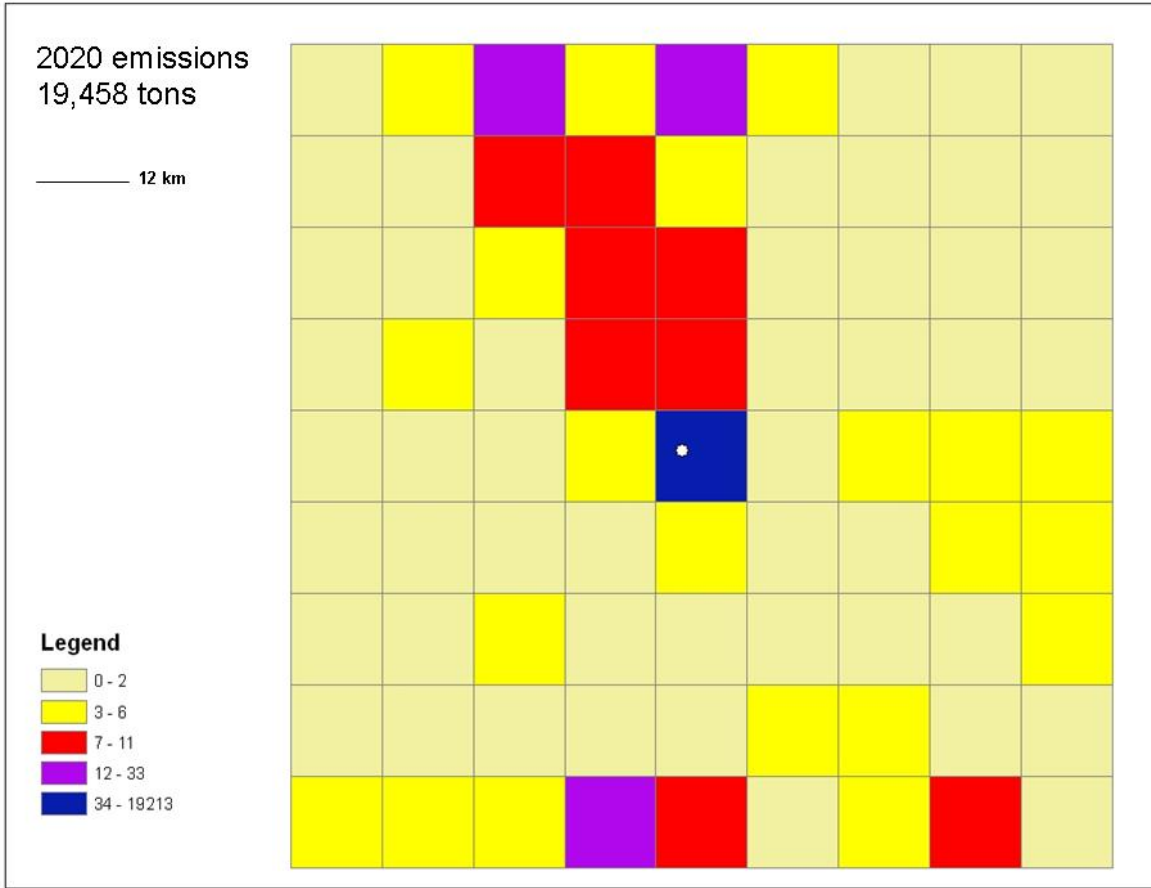 2020 emissions
19,458 tons
12 km
Legend
0 - 2
3 - 6
7 - 11
12 - 33
34 - 19213